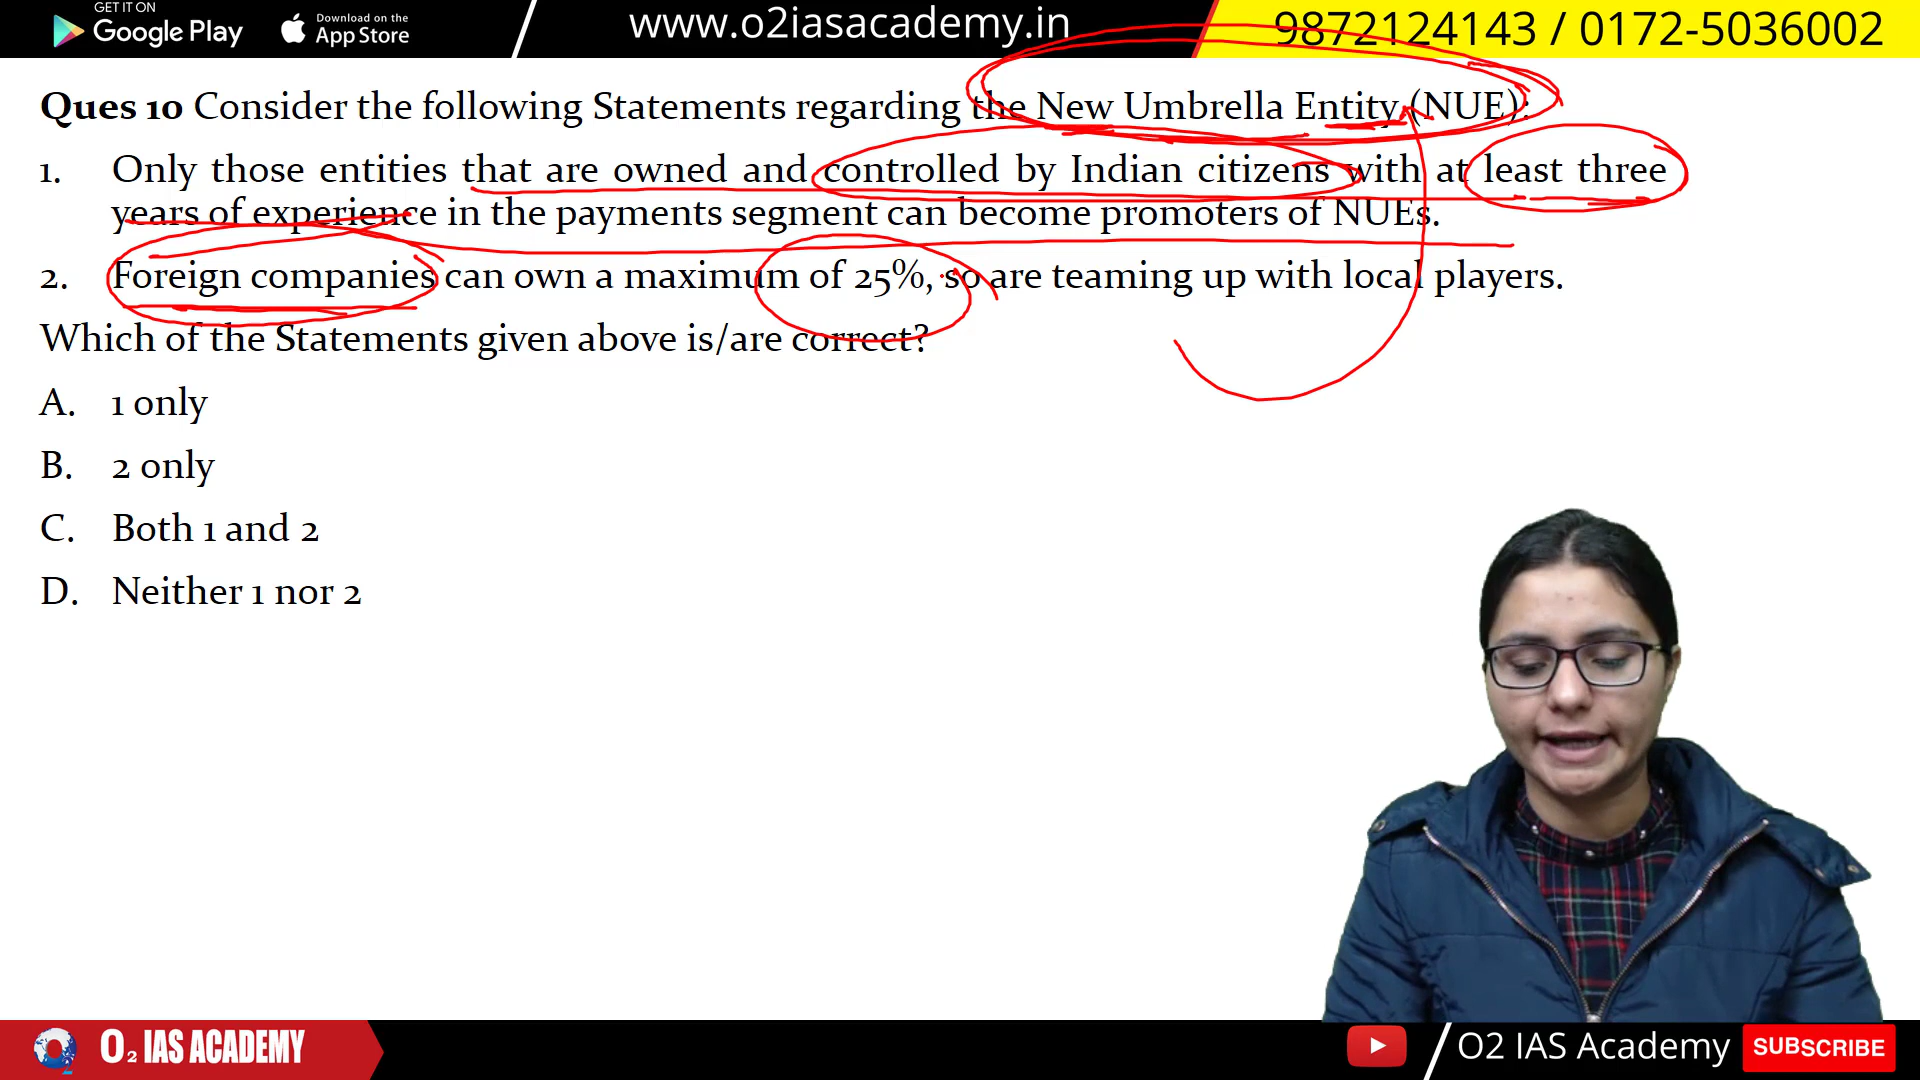 GET IT ON
Google Play
Download on the
App Store
www.o2iasacademy.in
9872124143 / 0172-5036002
Ques 10 Consider the following Statements regarding the New Umbrella Entity (NUE):
1. Only those entities that are owned and controlled by Indian citizens with at least three
years of experience in the payments segment can become promoters of NUEs.
2. Foreign companies can own a maximum of 25%, so are teaming up with local players.
Which of the Statements given above is/are correct?
A. 1 only
B. 2 only
C. Both 1 and 2
D. Neither 1 nor 2
O2 IAS ACADEMY
O2 IAS Academy
SUBSCRIBE